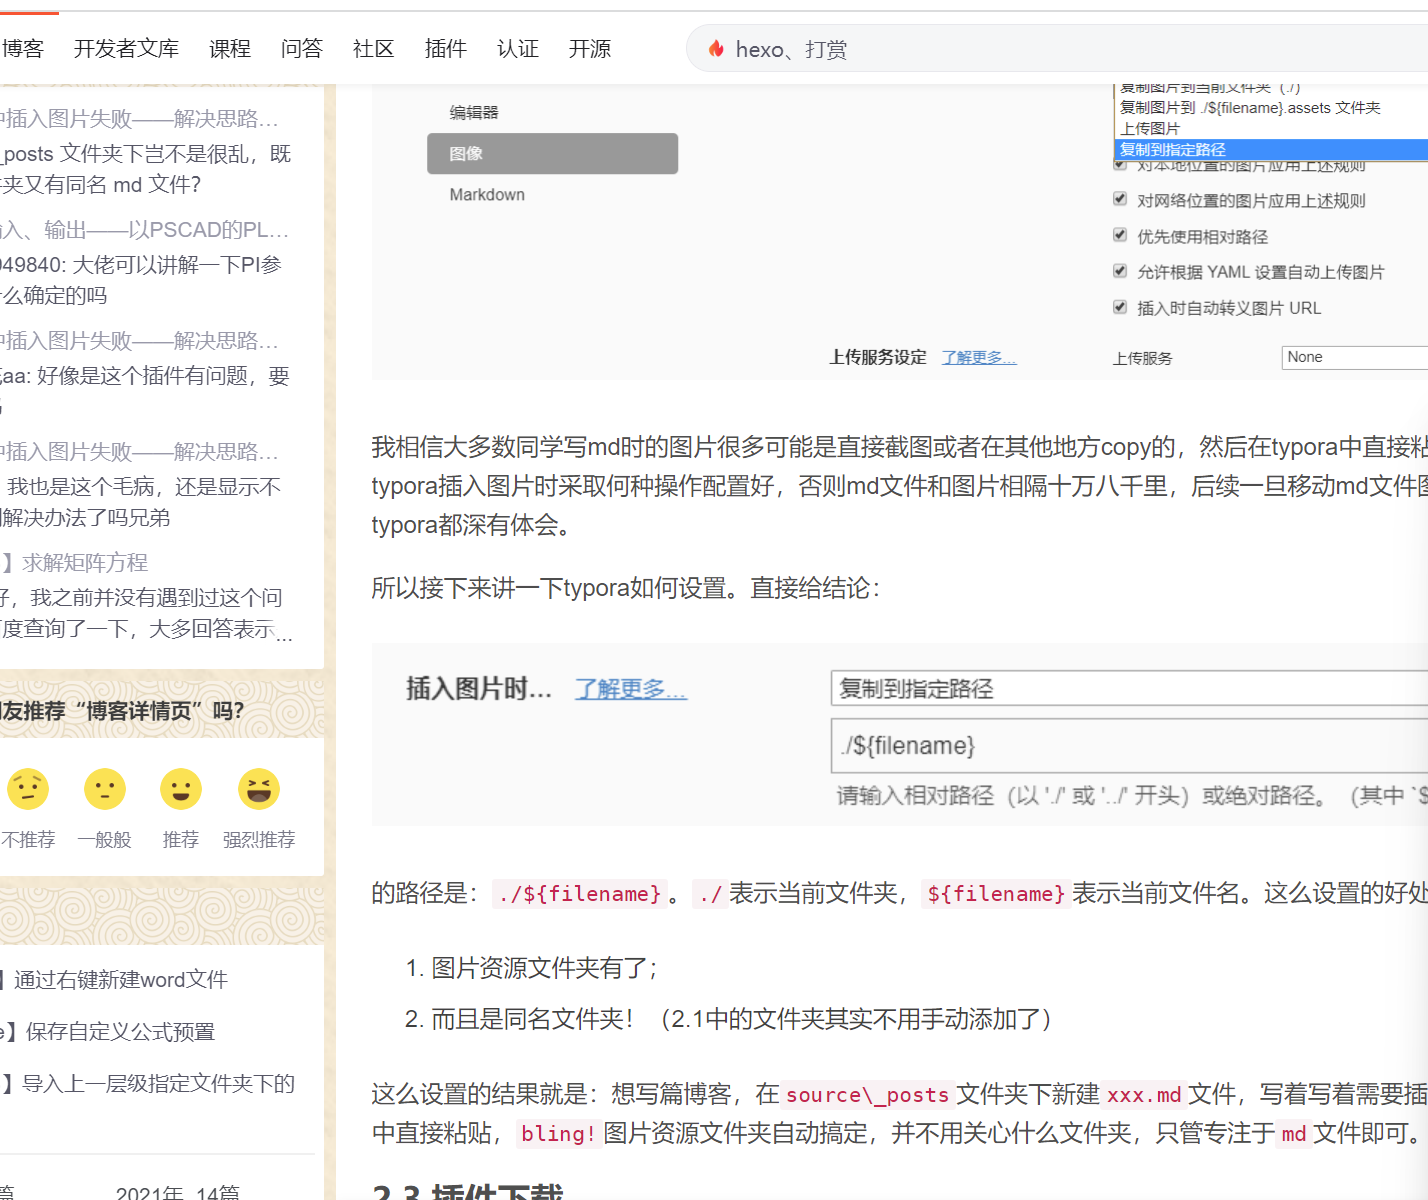 博客 开发者文库 课程 问答 社区 插件 认证 开源 hexo、打赏
插入图片失败——解决思路…
_posts 文件夹下岂不是很乱，既
夹又有同名 md 文件？
入、输出——以PSCAD的PL…
949840: 大佬可以讲解一下PI参
么确定的吗
插入图片失败——解决思路…
aa: 好像是这个插件有问题，要
插入图片失败——解决思路…
我也是这个毛病，还是显示不
解决办法了吗兄弟
】求解矩阵方程
好，我之前并没有遇到过这个问
度查询了一下，大多回答表示...
友推荐“博客详情页”吗？
不推荐 一般般 推荐 强烈推荐
】通过右键新建word文件
e】保存自定义公式预置
】导入上一层级指定文件夹下的
篇 2021年 14篇
编辑器
图像
Markdown
复制图片到当前文件夹 (./)
复制图片到 ./${filename}.assets 文件夹
上传图片
复制到指定路径
对本地位置的图片应用上述规则
对网络位置的图片应用上述规则
优先使用相对路径
允许根据 YAML 设置自动上传图片
插入时自动转义图片 URL
上传服务设定 了解更多... 上传服务 None
我相信大多数同学写md时的图片很多可能是直接截图或者在其他地方copy的，然后在typora中直接粘
typora插入图片时采取何种操作配置好，否则md文件和图片相隔十万八千里，后续一旦移动md文件图
typora都深有体会。
所以接下来讲一下typora如何设置。直接给结论：
插入图片时... 了解更多... 复制到指定路径
./${filename}
请输入相对路径（以 './' 或 '../' 开头）或绝对路径。（其中 `$
的路径是：./${filename}。./表示当前文件夹，${filename}表示当前文件名。这么设置的好处
1. 图片资源文件夹有了；
2. 而且是同名文件夹！（2.1中的文件夹其实不用手动添加了）
这么设置的结果就是：想写篇博客，在source\_posts文件夹下新建xxx.md文件，写着写着需要插
中直接粘贴，bling!图片资源文件夹自动搞定，并不用关心什么文件夹，只管专注于md文件即可。
2.3 插件下载